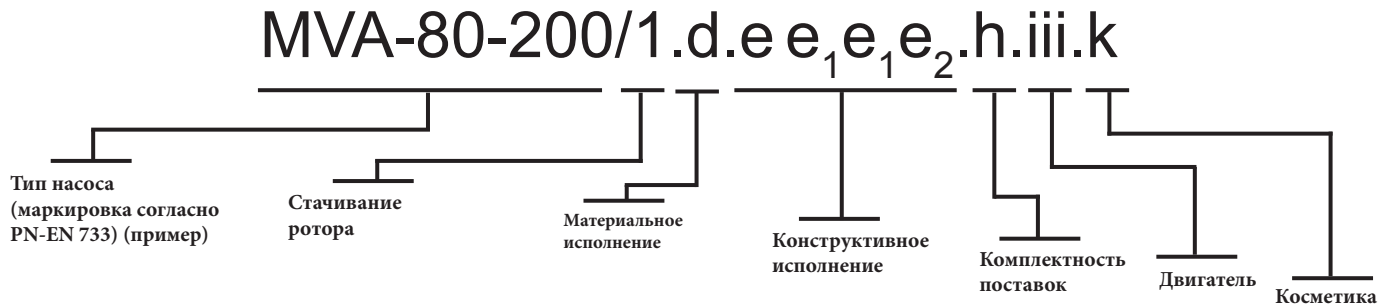 MVA-80-200/1.d.e e₁e₁e₂.h.iii.k
Тип насоса
(маркировка согласно
PN-EN 733) (пример)
Стачивание
ротора
Материальное
исполнение
Конструктивное
исполнение
Комплектность
поставок
Двигатель
Косметика